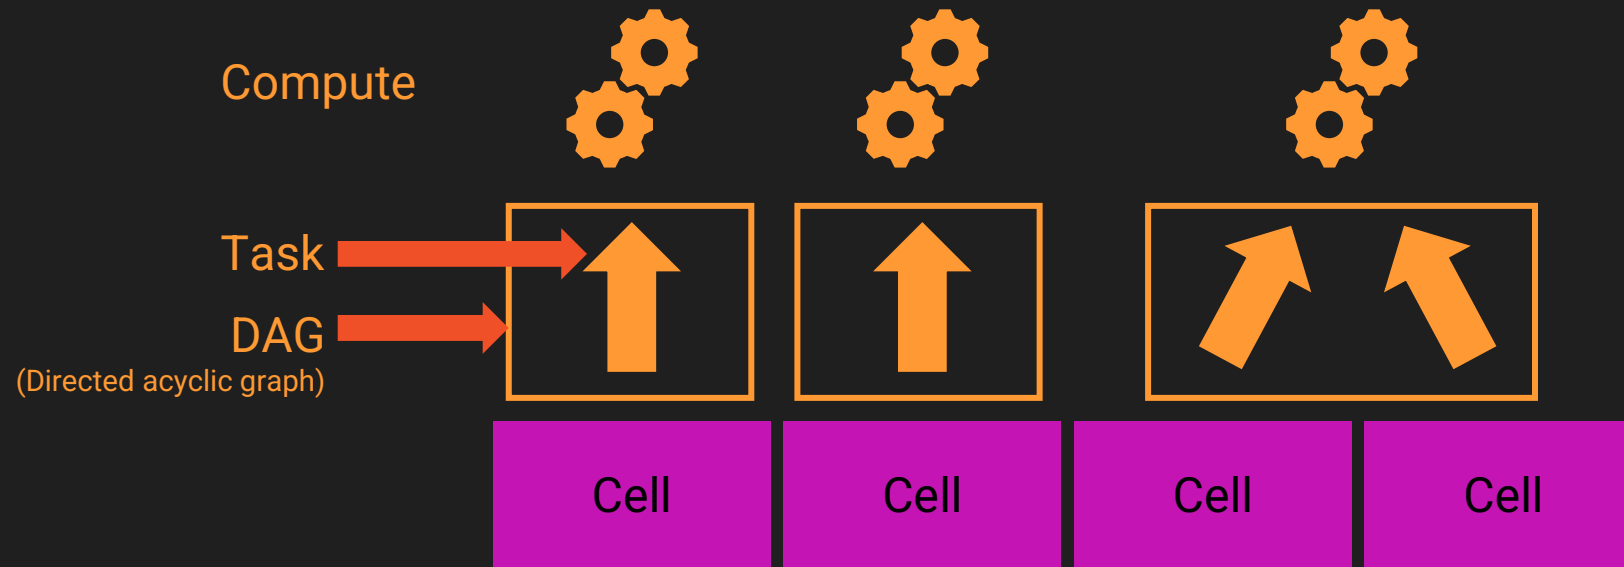 Compute
Task
DAG
(Directed acyclic graph)
Cell
Cell
Cell
Cell